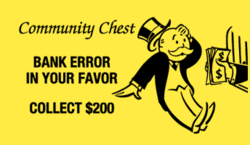 Community Chest
BANK ERROR
IN YOUR FAVOR
COLLECT $200
$